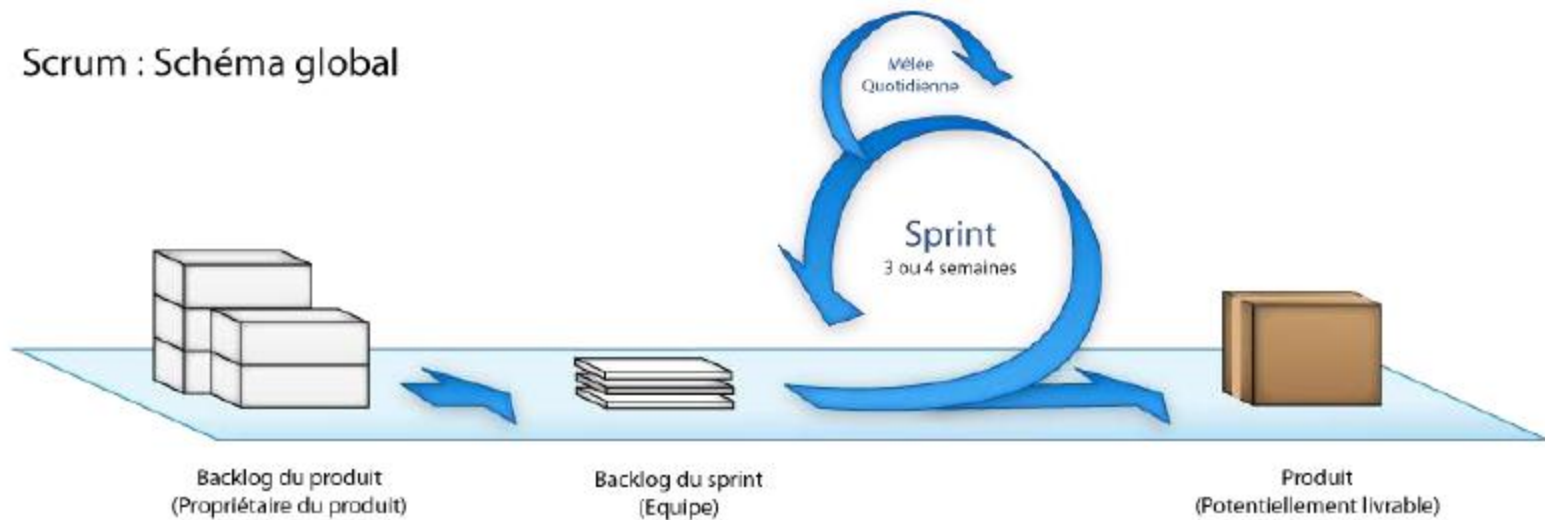 Scrum : Schéma global
Mêlée
Quotidienne
Sprint
3 ou 4 semaines
Backlog du produit
(Propriétaire du produit)
Backlog du sprint
(Equipe)
Produit
(Potentiellement livrable)